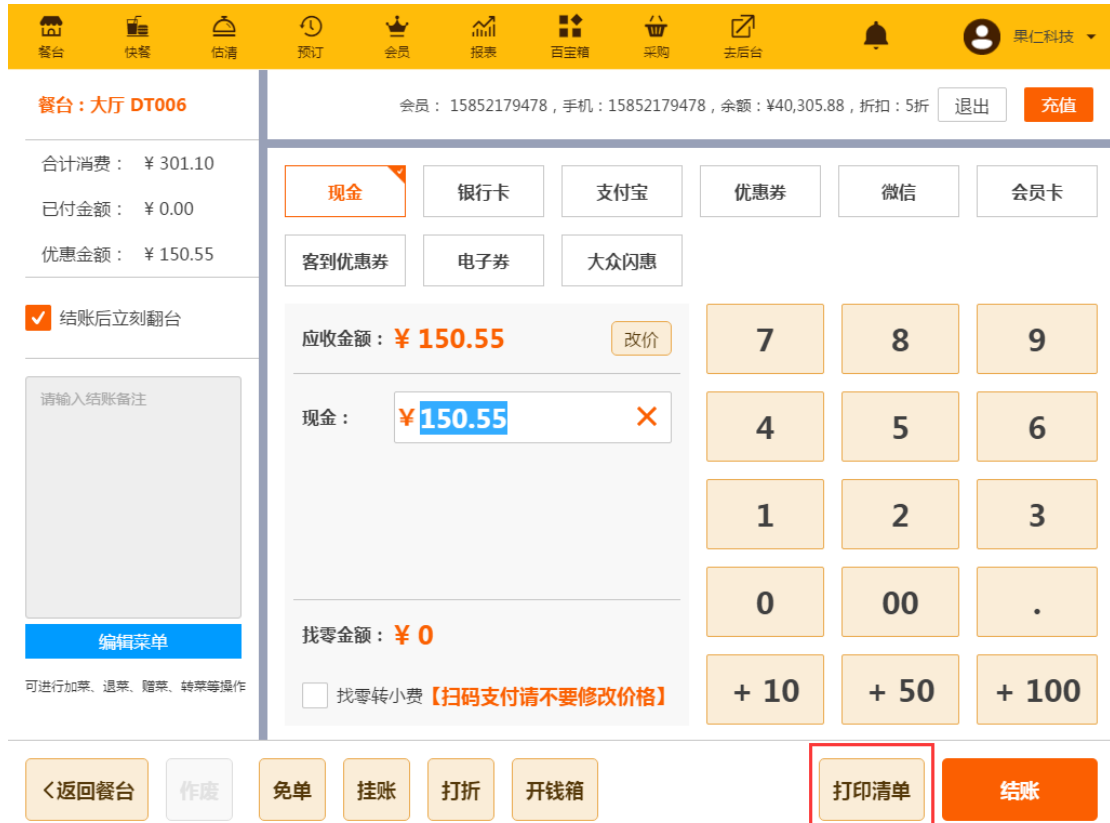 餐台 快餐 估清 预订 会员 报表 百宝箱 采购 去后台 果仁科技
餐台：大厅 DT006
会员： 15852179478，手机：15852179478，余额：¥40,305.88，折扣：5折 退出 充值
合计消费： ¥ 301.10
已付金额： ¥ 0.00
优惠金额： ¥ 150.55
结账后立刻翻台
请输入结账备注
编辑菜单
可进行加菜、退菜、赠菜、转菜等操作
现金 银行卡 支付宝 优惠券 微信 会员卡
客到优惠券 电子券 大众闪惠
应收金额：¥ 150.55 改价
现金： ¥ 150.55
找零金额：¥ 0
找零转小费【扫码支付请不要修改价格】
7 8 9
4 5 6
1 2 3
0 00 .
+ 10 + 50 + 100
返回餐台 作废 免单 挂账 打折 开钱箱 打印清单 结账